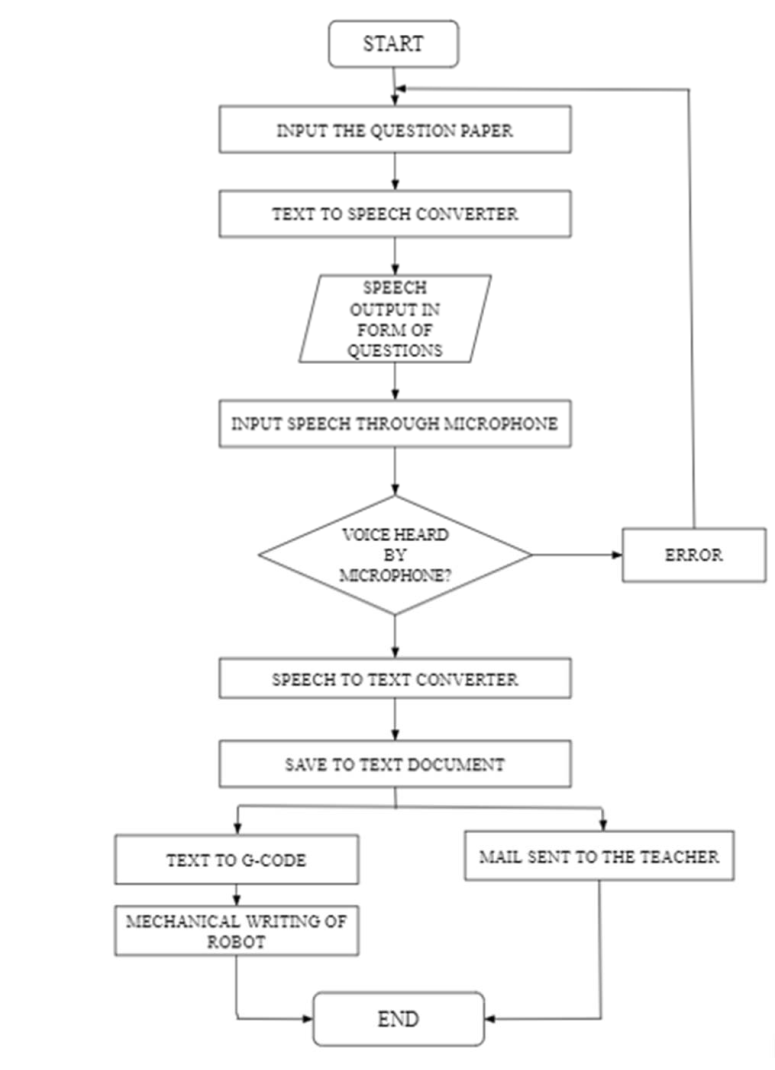 START
INPUT THE QUESTION PAPER
TEXT TO SPEECH CONVERTER
SPEECH
OUTPUT IN
FORM OF
QUESTIONS
INPUT SPEECH THROUGH MICROPHONE
VOICE HEARD
BY
MICROPHONE?
ERROR
SPEECH TO TEXT CONVERTER
SAVE TO TEXT DOCUMENT
TEXT TO G-CODE
MAIL SENT TO THE TEACHER
MECHANICAL WRITING OF
ROBOT
END